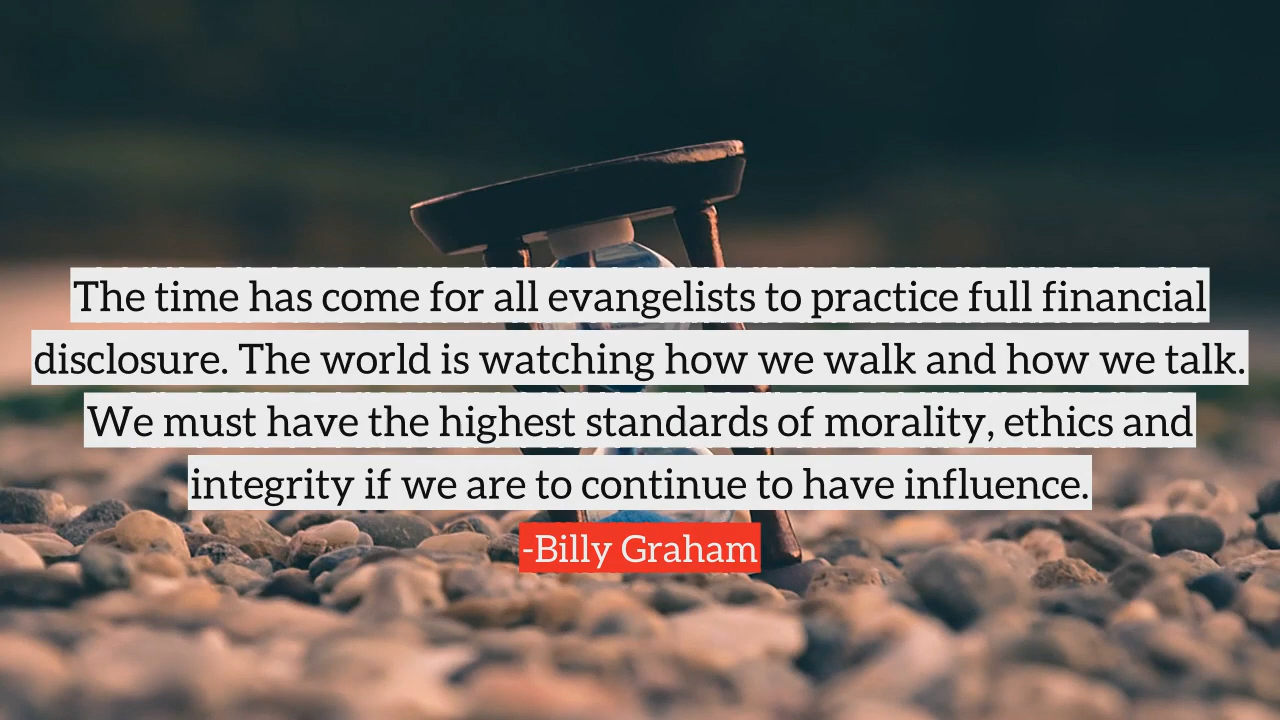 The time has come for all evangelists to practice full financial
disclosure. The world is watching how we walk and how we talk.
We must have the highest standards of morality, ethics and
integrity if we are to continue to have influence.
-Billy Graham